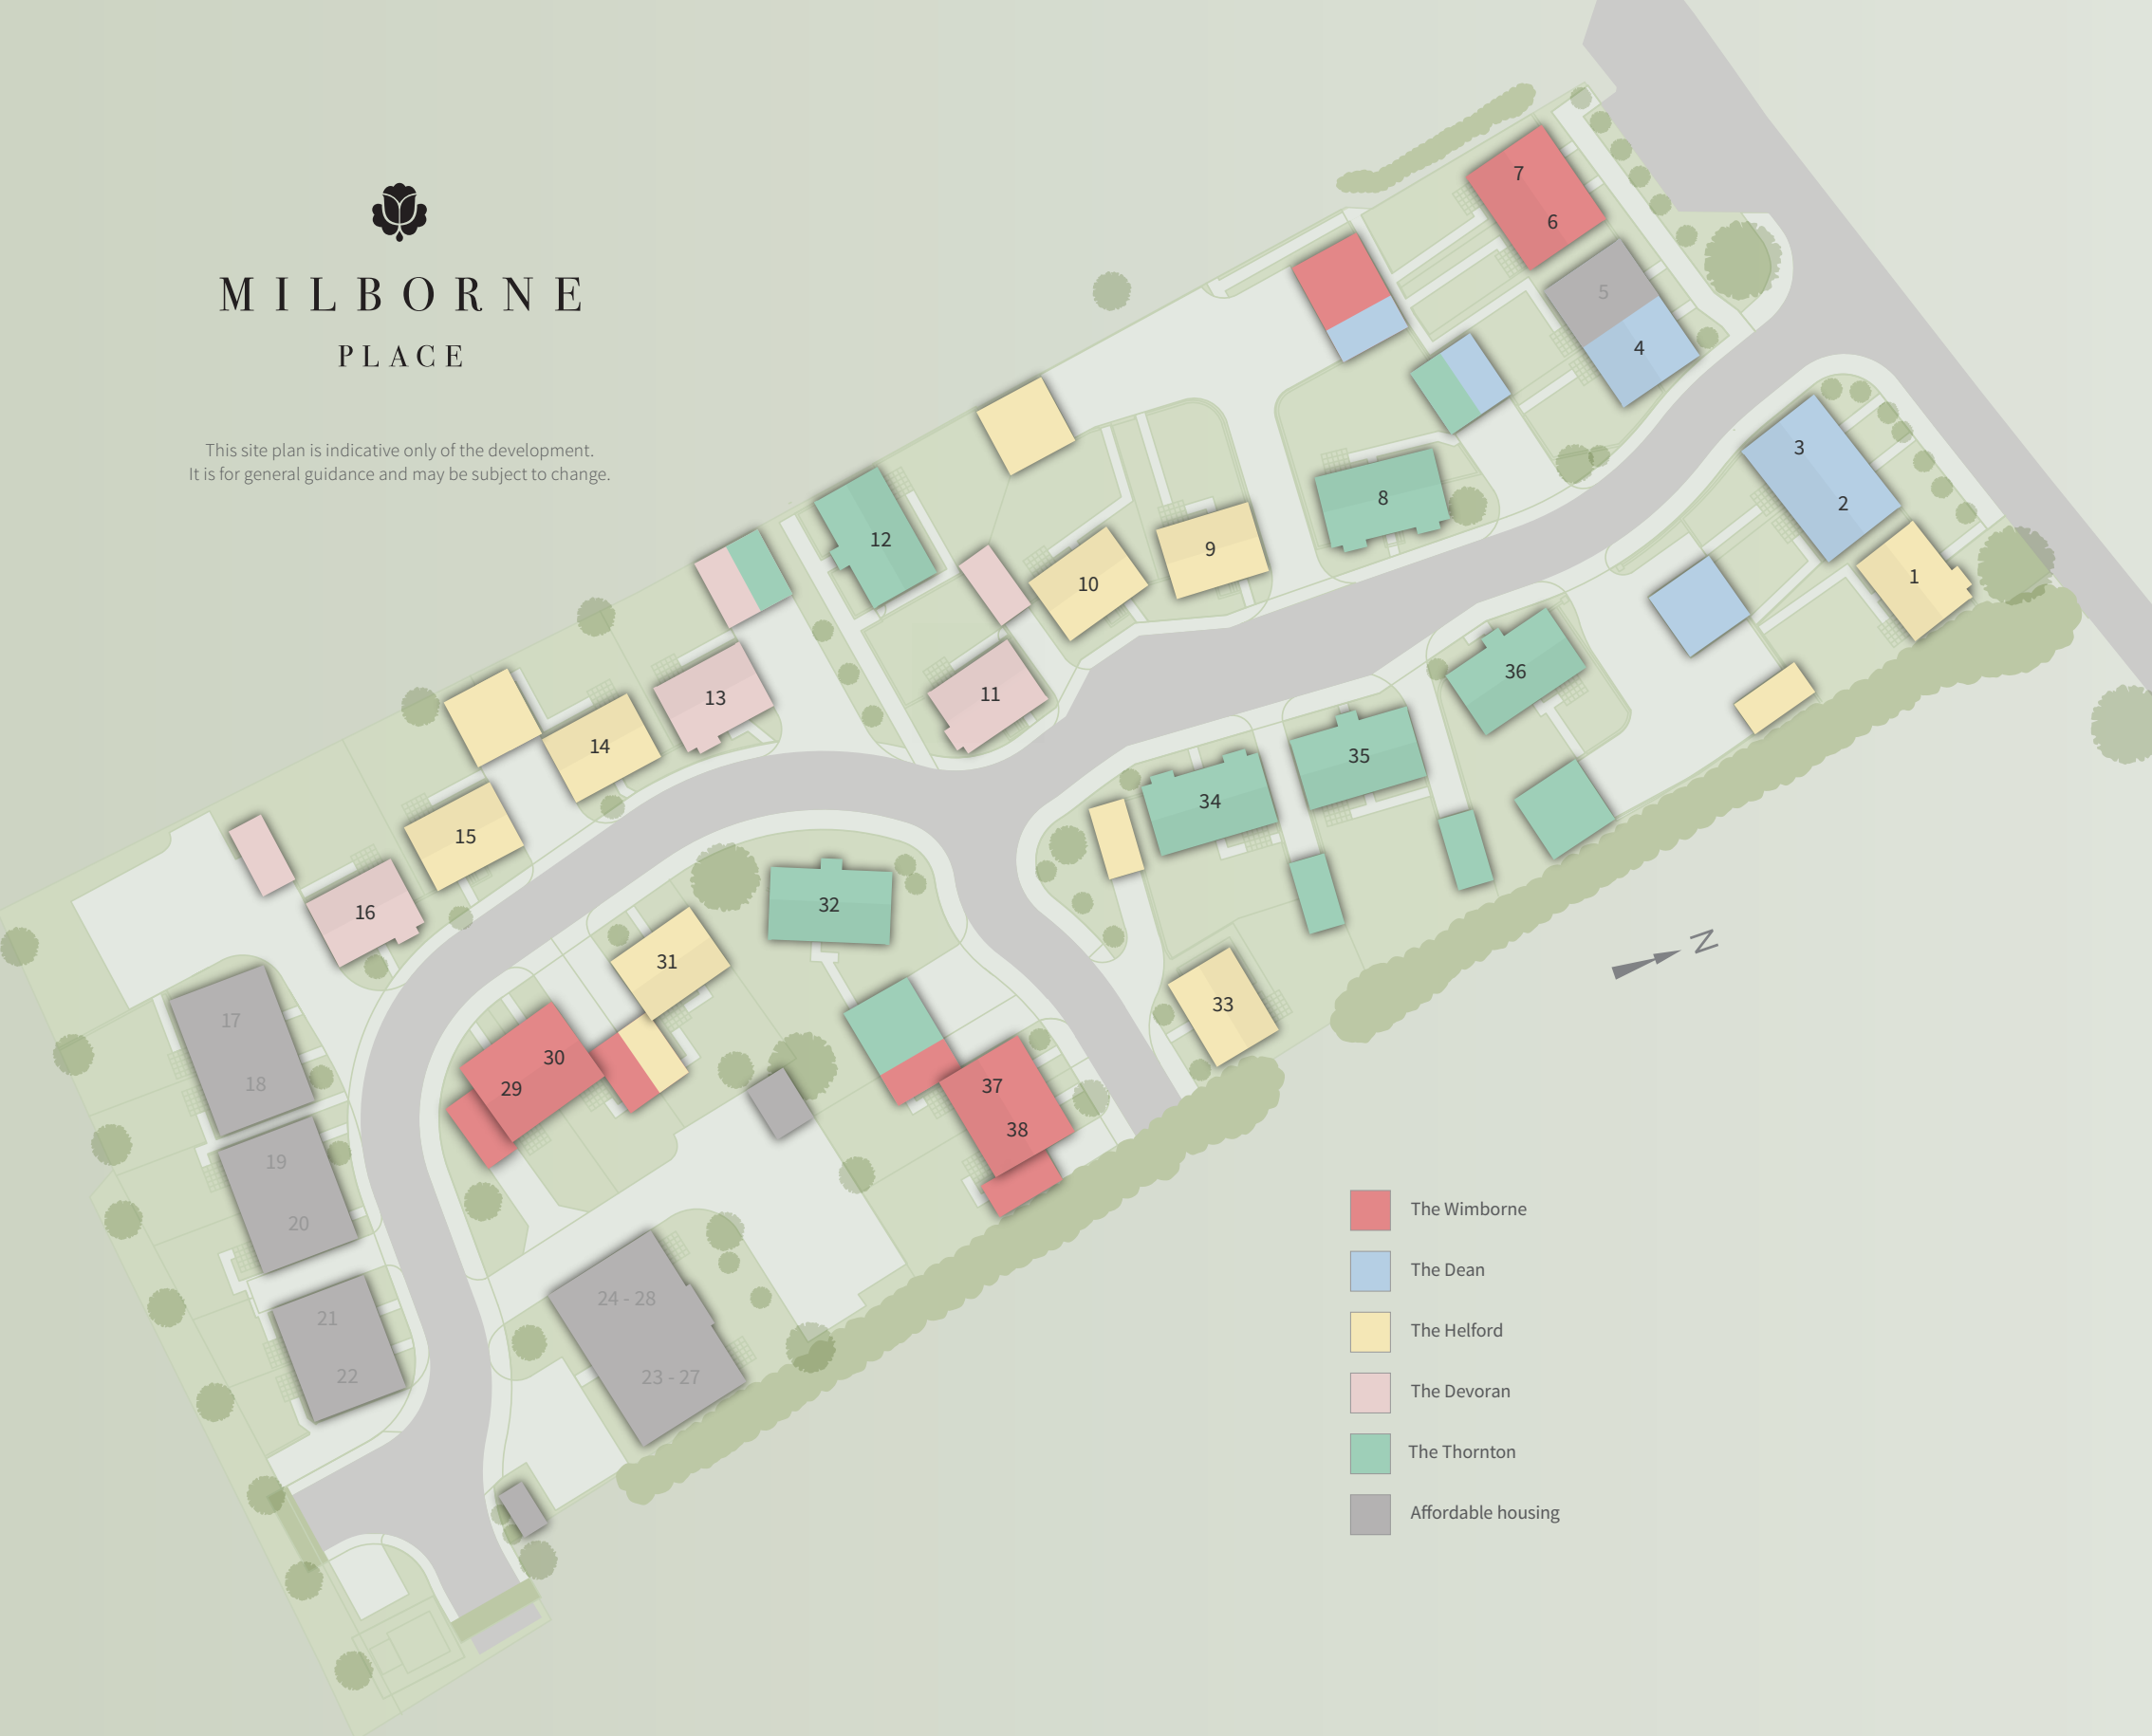 MILBORNE
PLACE
This site plan is indicative only of the development.
It is for general guidance and may be subject to change.
7
6
5
4
3
2
1
8
9
10
11
12
13
14
15
16
17
18
19
20
21
22
24 - 28
23 - 27
29
30
31
32
33
34
35
36
37
38
N
The Wimborne
The Dean
The Helford
The Devoran
The Thornton
Affordable housing